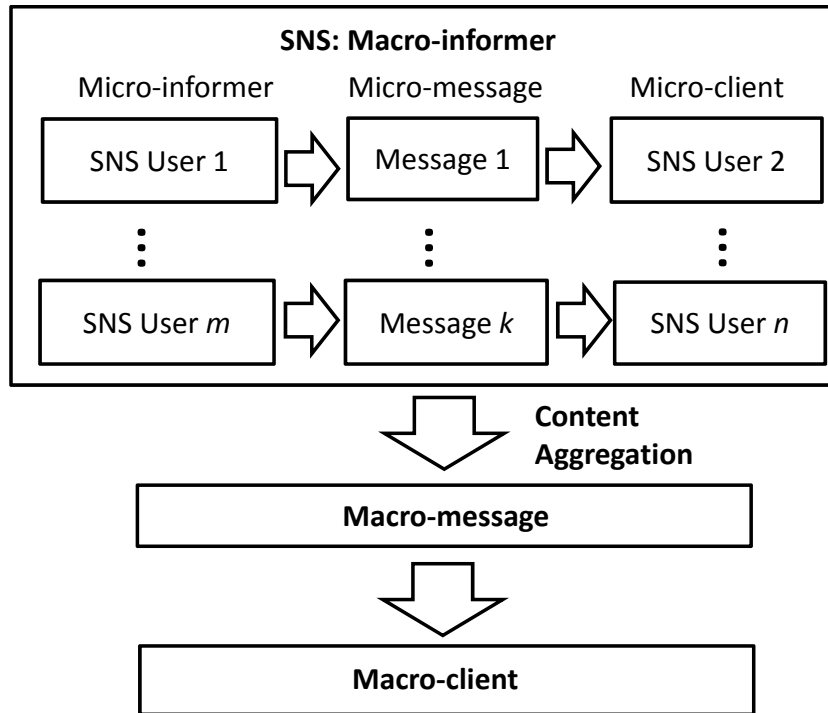 SNS: Macro-informer
Micro-informer Micro-message Micro-client
SNS User 1 Message 1 SNS User 2
SNS User m Message k SNS User n
Content
Aggregation
Macro-message
Macro-client